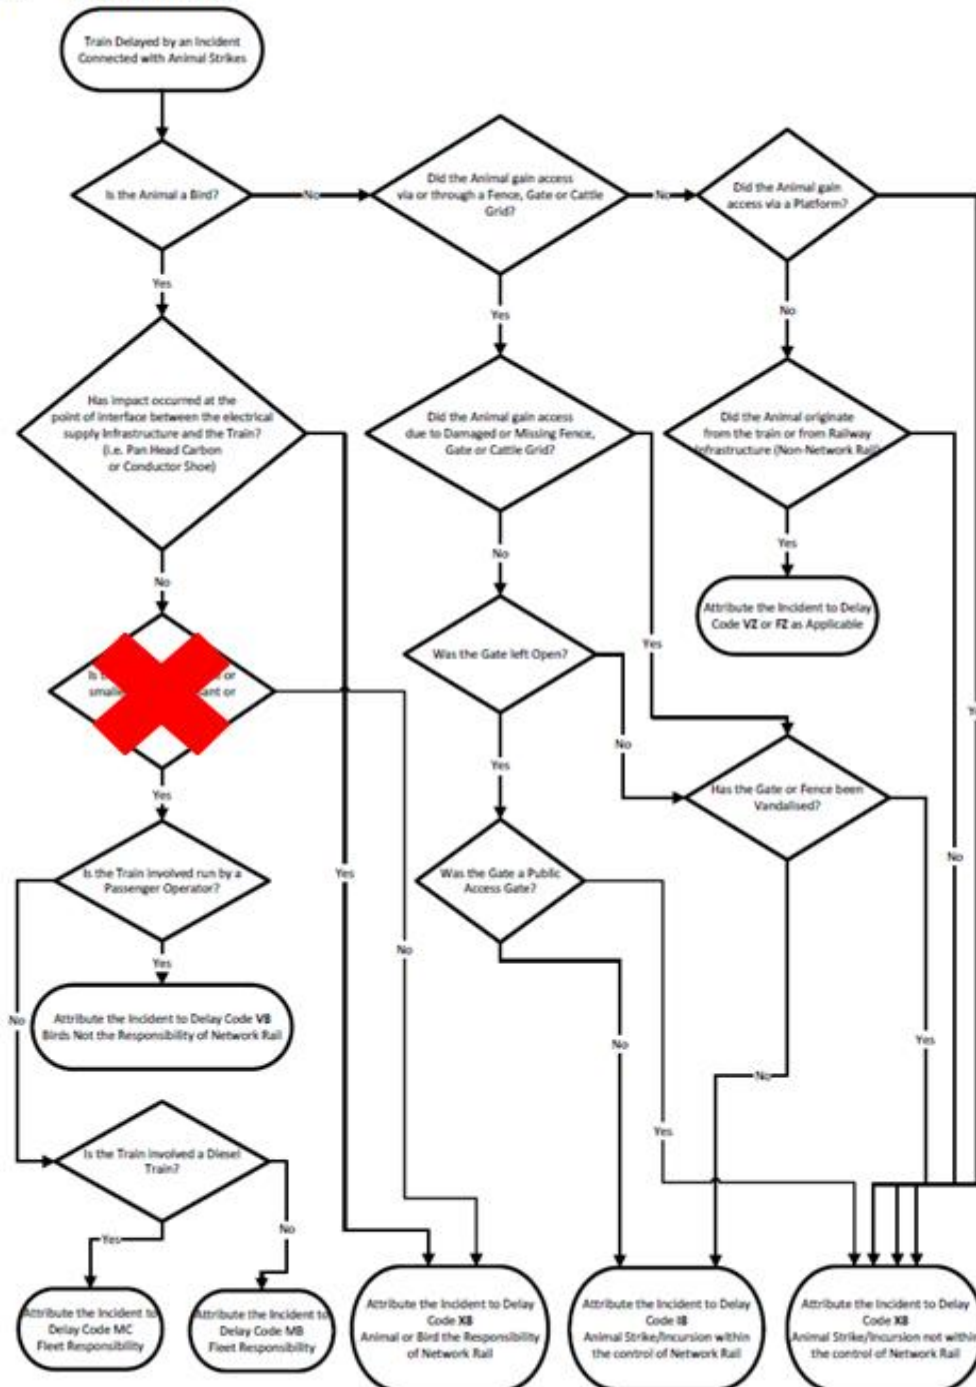 Train Delayed by an Incident
Connected with Animal Strikes
Is the Animal a Bird?
No
Did the Animal gain access
via or through a Fence, Gate or Cattle
Grid?
No
Did the Animal gain
access via a Platform?
Yes
Yes
No
Has impact occurred at the
point of interface between the electrical
supply Infrastructure and the Train?
(i.e. Pan Head Carbon
or Conductor Shoe)
Did the Animal gain access
due to Damaged or Missing Fence,
Gate or Cattle Grid?
Did the Animal originate
from the train or from Railway
Infrastructure (Non-Network Rail)
No
No
Yes
Attribute the Incident to Delay
Code VZ or FZ as Applicable
Is
or
or
Was the Gate left Open?
Yes
No
Yes
Yes
Has the Gate or Fence been
Vandalised?
Is the Train involved run by a
Passenger Operator?
Yes
Was the Gate a Public
Access Gate?
No
No
Yes
Attribute the Incident to Delay Code VB
Birds Not the Responsibility of Network Rail
No
No
Yes
No
Yes
Is the Train involved a Diesel
Train?
Yes
No
Attribute the Incident to
Delay Code MC
Fleet Responsibility
Attribute the Incident to
Delay Code MB
Fleet Responsibility
Attribute the Incident to Delay
Code X8
Animal or Bird the Responsibility
of Network Rail
Attribute the Incident to Delay
Code I8
Animal Strike/Incursion within
the control of Network Rail
Attribute the Incident to Delay
Code X8
Animal Strike/Incursion not within
the control of Network Rail